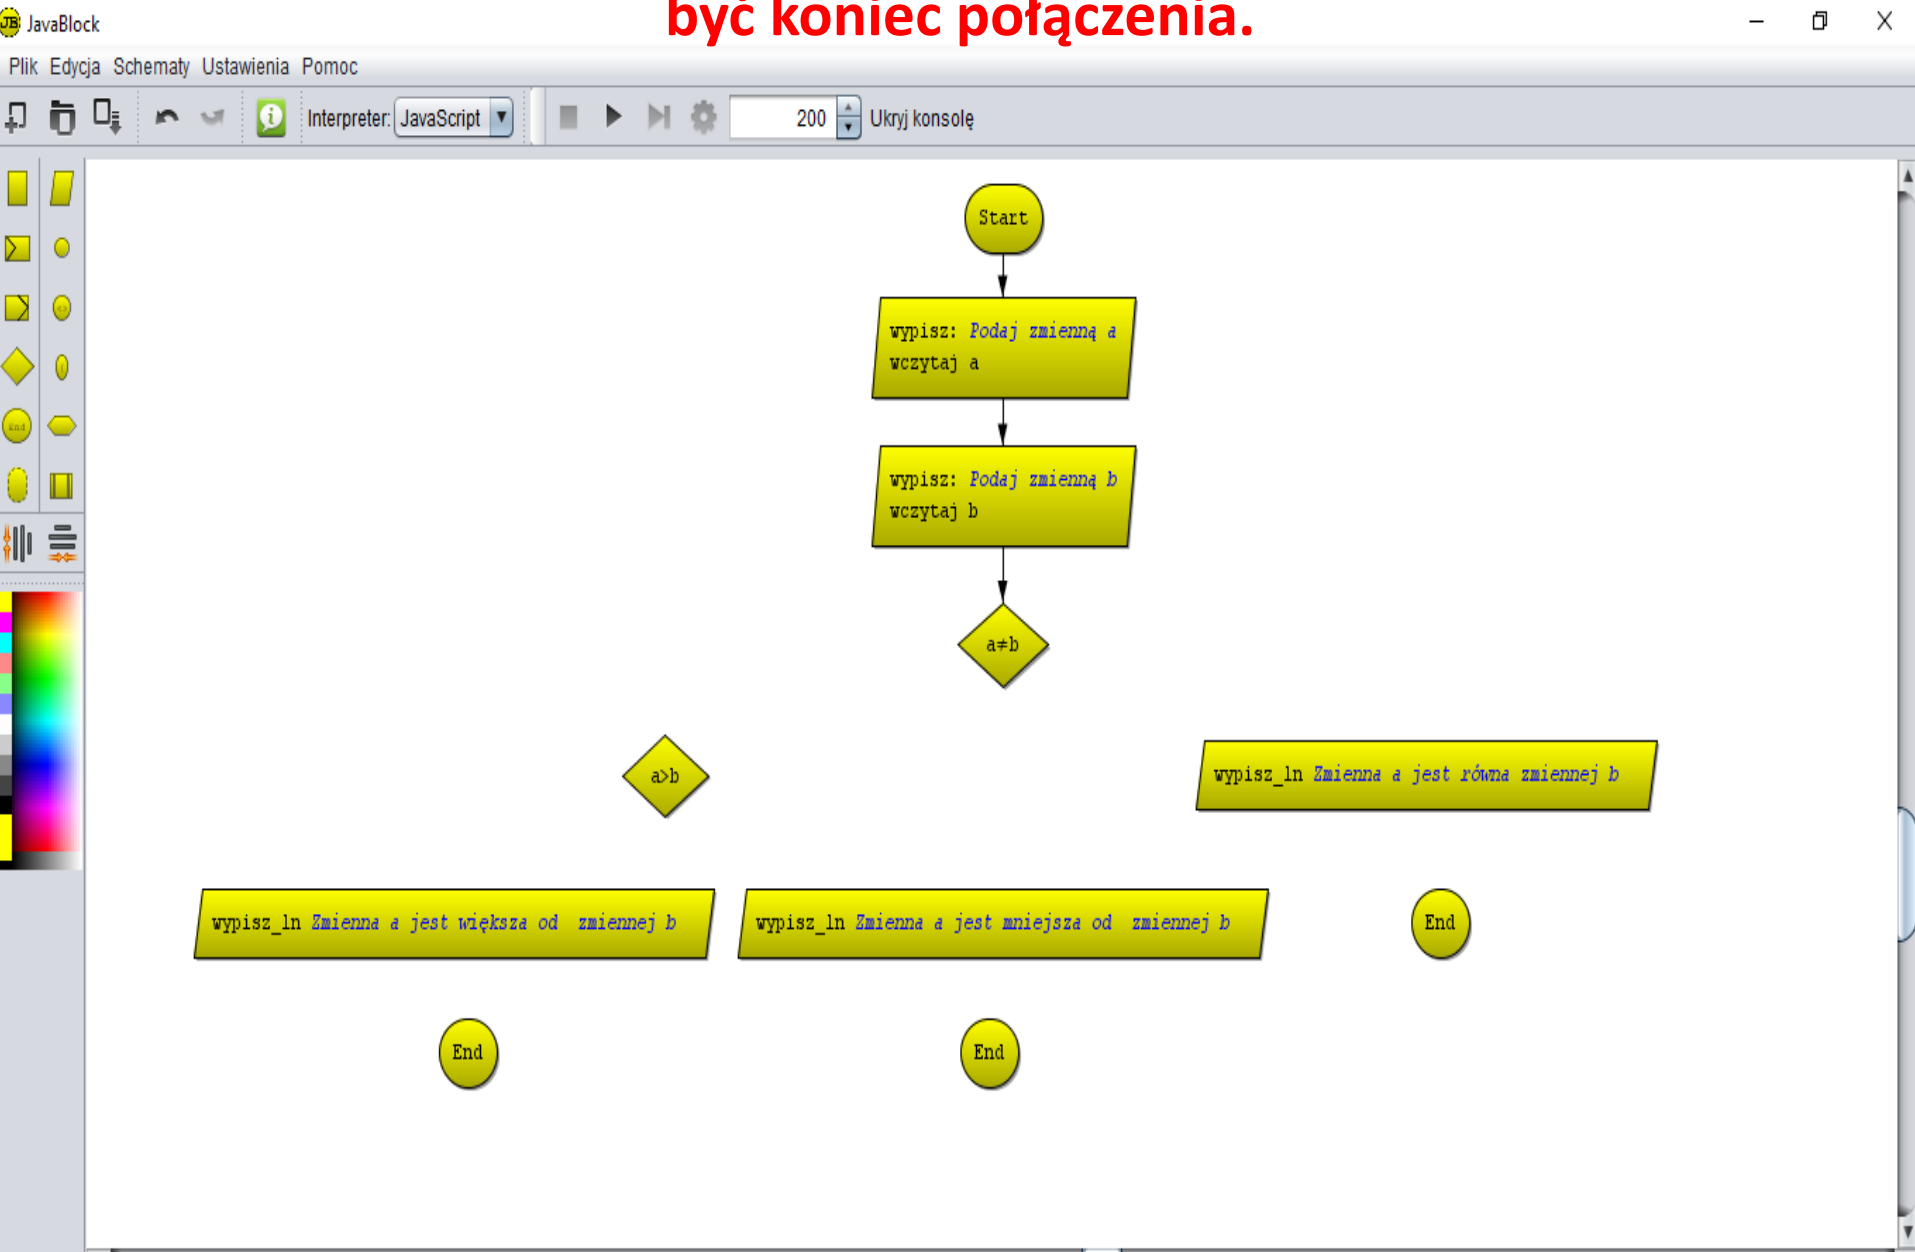 być koniec połączenia.
JB JavaBlock
Plik Edycja Schematy Ustawienia Pomoc
Interpreter: JavaScript 200 Ukryj konsolę
Start
wypisz: Podaj zmienną a
wczytaj a
wypisz: Podaj zmienną b
wczytaj b
End
a≠b
a>b
wypisz_ln Zmienna a jest równa zmiennej b
wypisz_ln Zmienna a jest większa od  zmiennej b
wypisz_ln Zmienna a jest mniejsza od  zmiennej b
End
End
End